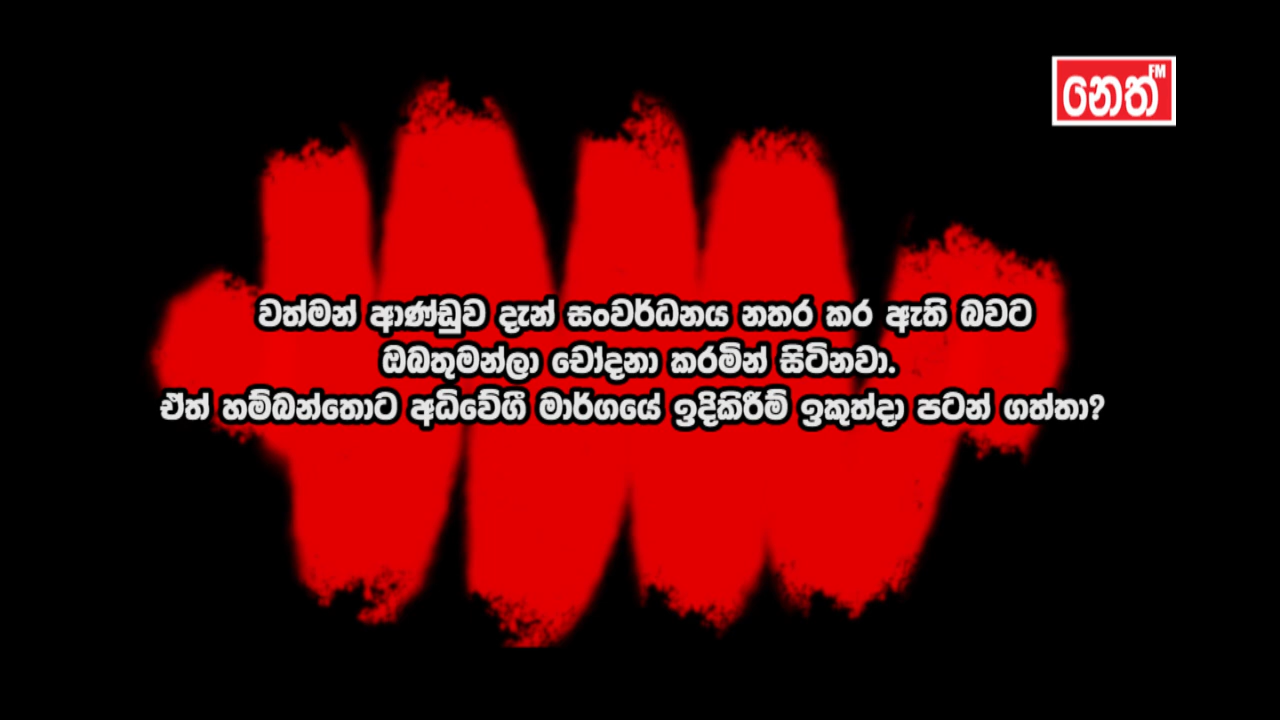 නෙත් FM
වත්මන් ආණ්ඩුව දැන් සංවර්ධනය නතර කර ඇති බවට
ඔබතුමන්ලා චෝදනා කරමින් සිටිනවා.
ඒත් හම්බන්තොට අධිවේගී මාර්ගයේ ඉදිකිරීම් ඉකුත්දා පටන් ගත්තා?